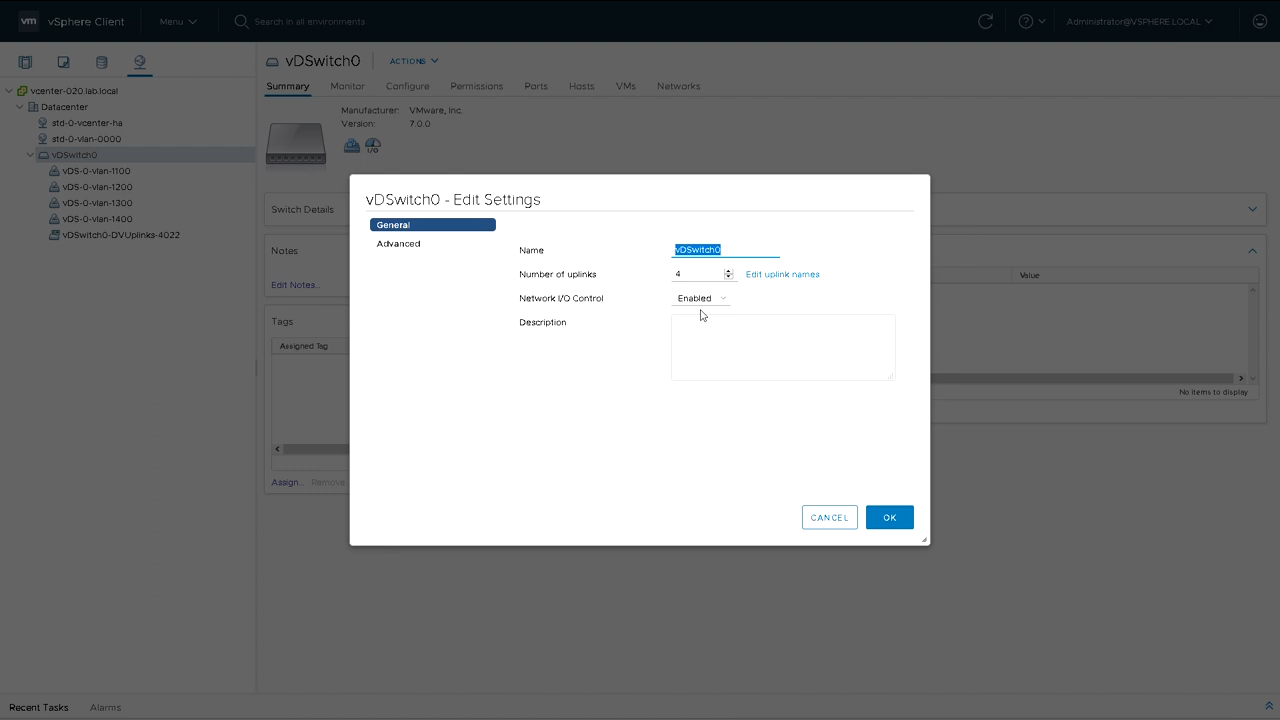 vm vSphere Client Menu Search in all environments Administrator@VSPHERE.LOCAL
vDSwitch0 ACTIONS
Summary Monitor Configure Permissions Ports Hosts VMs Networks
vcenter-020.lab.local
Datacenter
std-0-vcenter-ha
std-0-vlan-0000
vDSwitch0
vDS-0-vlan-1100
vDS-0-vlan-1200
vDS-0-vlan-1300
vDS-0-vlan-1400
vDSwitch0-DVUplinks-4022
Manufacturer: VMware, Inc.
Version: 7.0.0
I/O
Switch Details
Notes
Edit Notes...
Tags
Assigned Tag
Assign... Remove
Value
No items to display
vDSwitch0 - Edit Settings
General
Advanced
Name vDSwitch0
Number of uplinks 4 Edit uplink names
Network I/O Control Enabled
Description
CANCEL OK
Recent Tasks Alarms